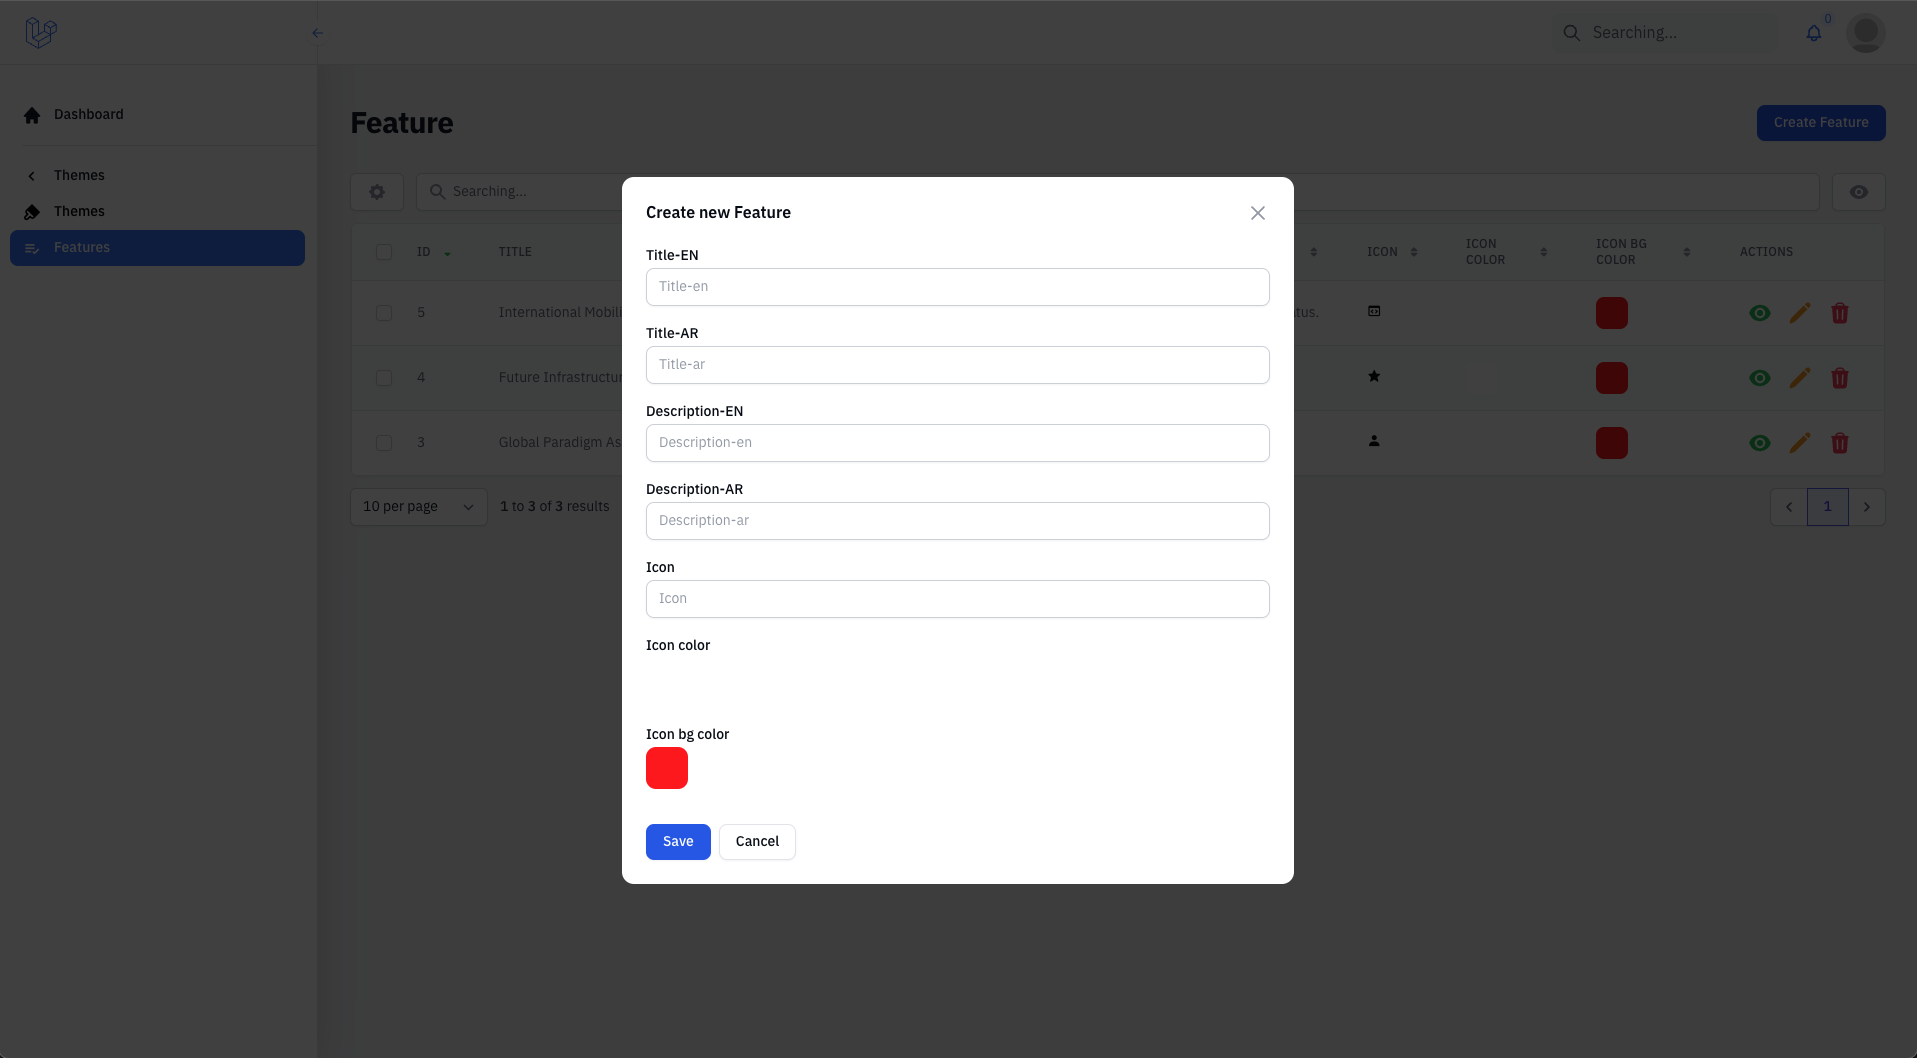 Searching...
0
Dashboard
Feature
Create Feature
Themes
Themes
Features
Searching...
ID
TITLE
ICON
ICON COLOR
ICON BG COLOR
ACTIONS
5
International Mobil
tus.
4
Future Infrastructur
3
Global Paradigm As
10 per page
1 to 3 of 3 results
1
Create new Feature
Title-EN
Title-en
Title-AR
Title-ar
Description-EN
Description-en
Description-AR
Description-ar
Icon
Icon
Icon color
Icon bg color
Save
Cancel